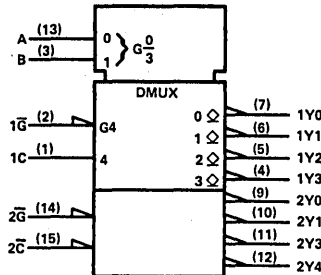 A (13) 0
B (3) 1
} G 0/3
DMUX
1G̅ (2) G4
1C (1) 4
2G̅ (14)
2C̅ (15)
0 ◇ (7) 1Y0
1 ◇ (6) 1Y1
2 ◇ (5) 1Y2
3 ◇ (4) 1Y3
(9) 2Y0
(10) 2Y1
(11) 2Y3
(12) 2Y4